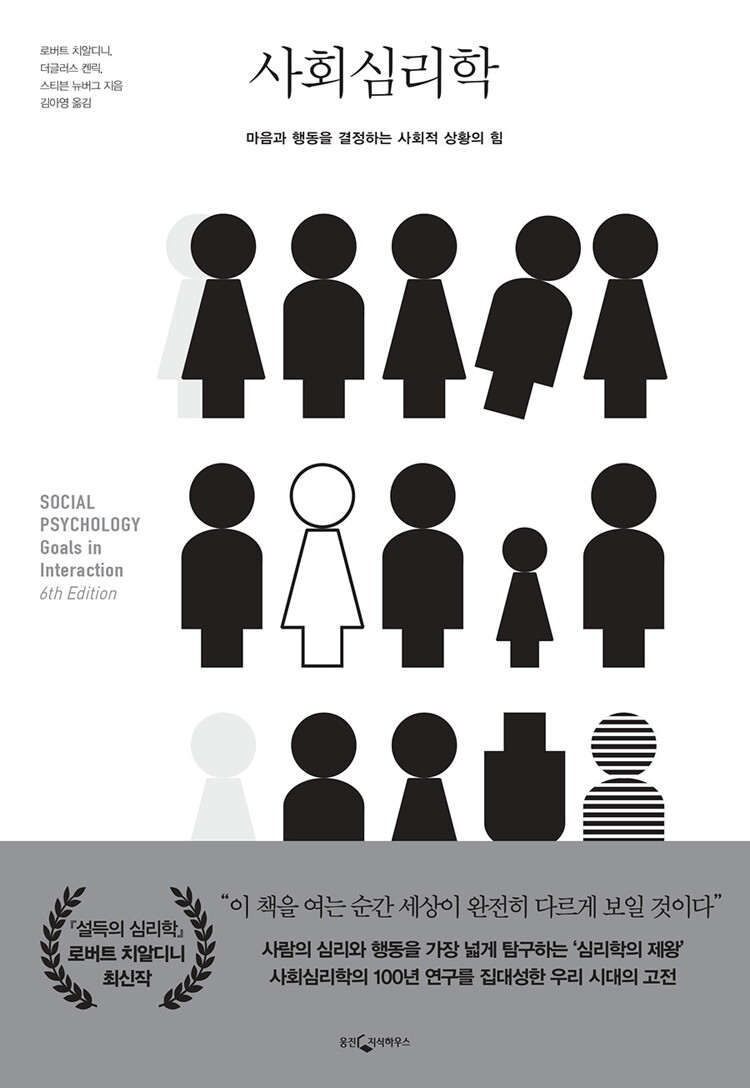 로버트 치알디니,
더글러스 켄릭,
스티븐 뉴버그 지음
김아영 옮김
사회심리학
마음과 행동을 결정하는 사회적 상황의 힘
SOCIAL
PSYCHOLOGY
Goals in
Interaction
6th Edition
『설득의 심리학』
로버트 치알디니
최신작
“이 책을 여는 순간 세상이 완전히 다르게 보일 것이다”
사람의 심리와 행동을 가장 넓게 탐구하는 ‘심리학의 제왕’
사회심리학의 100년 연구를 집대성한 우리 시대의 고전
웅진 지식하우스